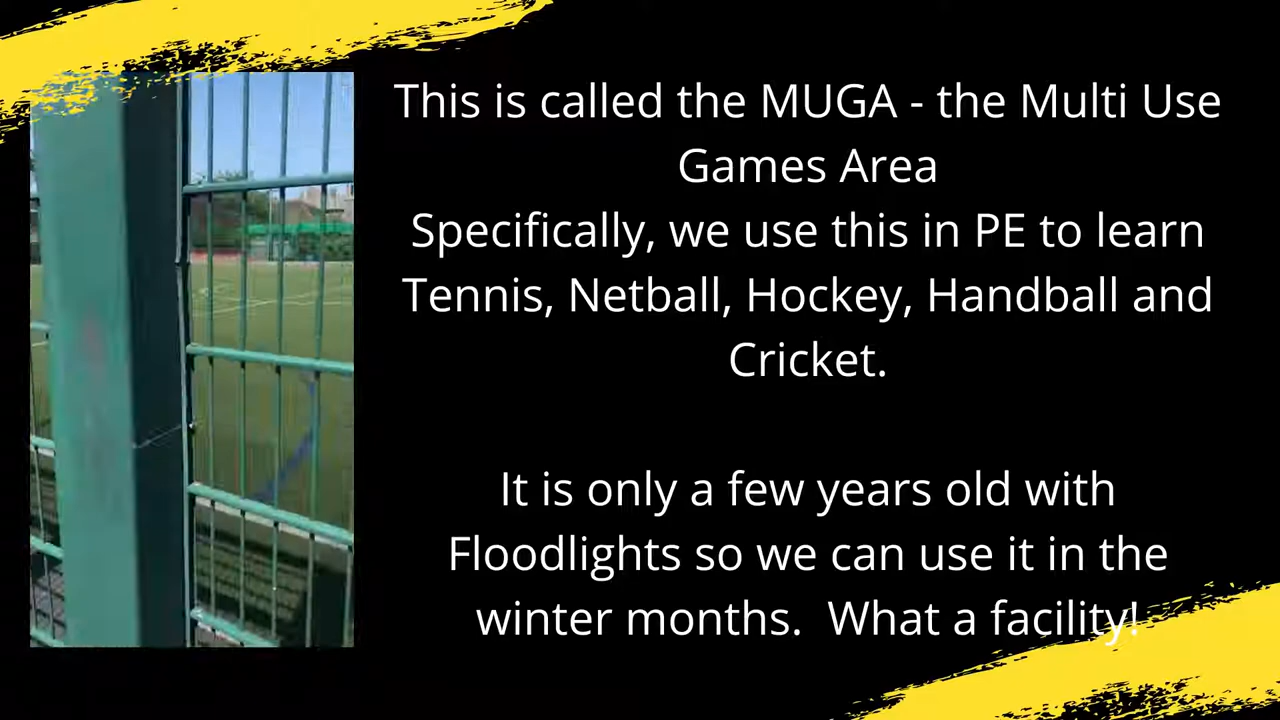 This is called the MUGA - the Multi Use
Games Area
Specifically, we use this in PE to learn
Tennis, Netball, Hockey, Handball and
Cricket.
It is only a few years old with
Floodlights so we can use it in the
winter months.  What a facility!